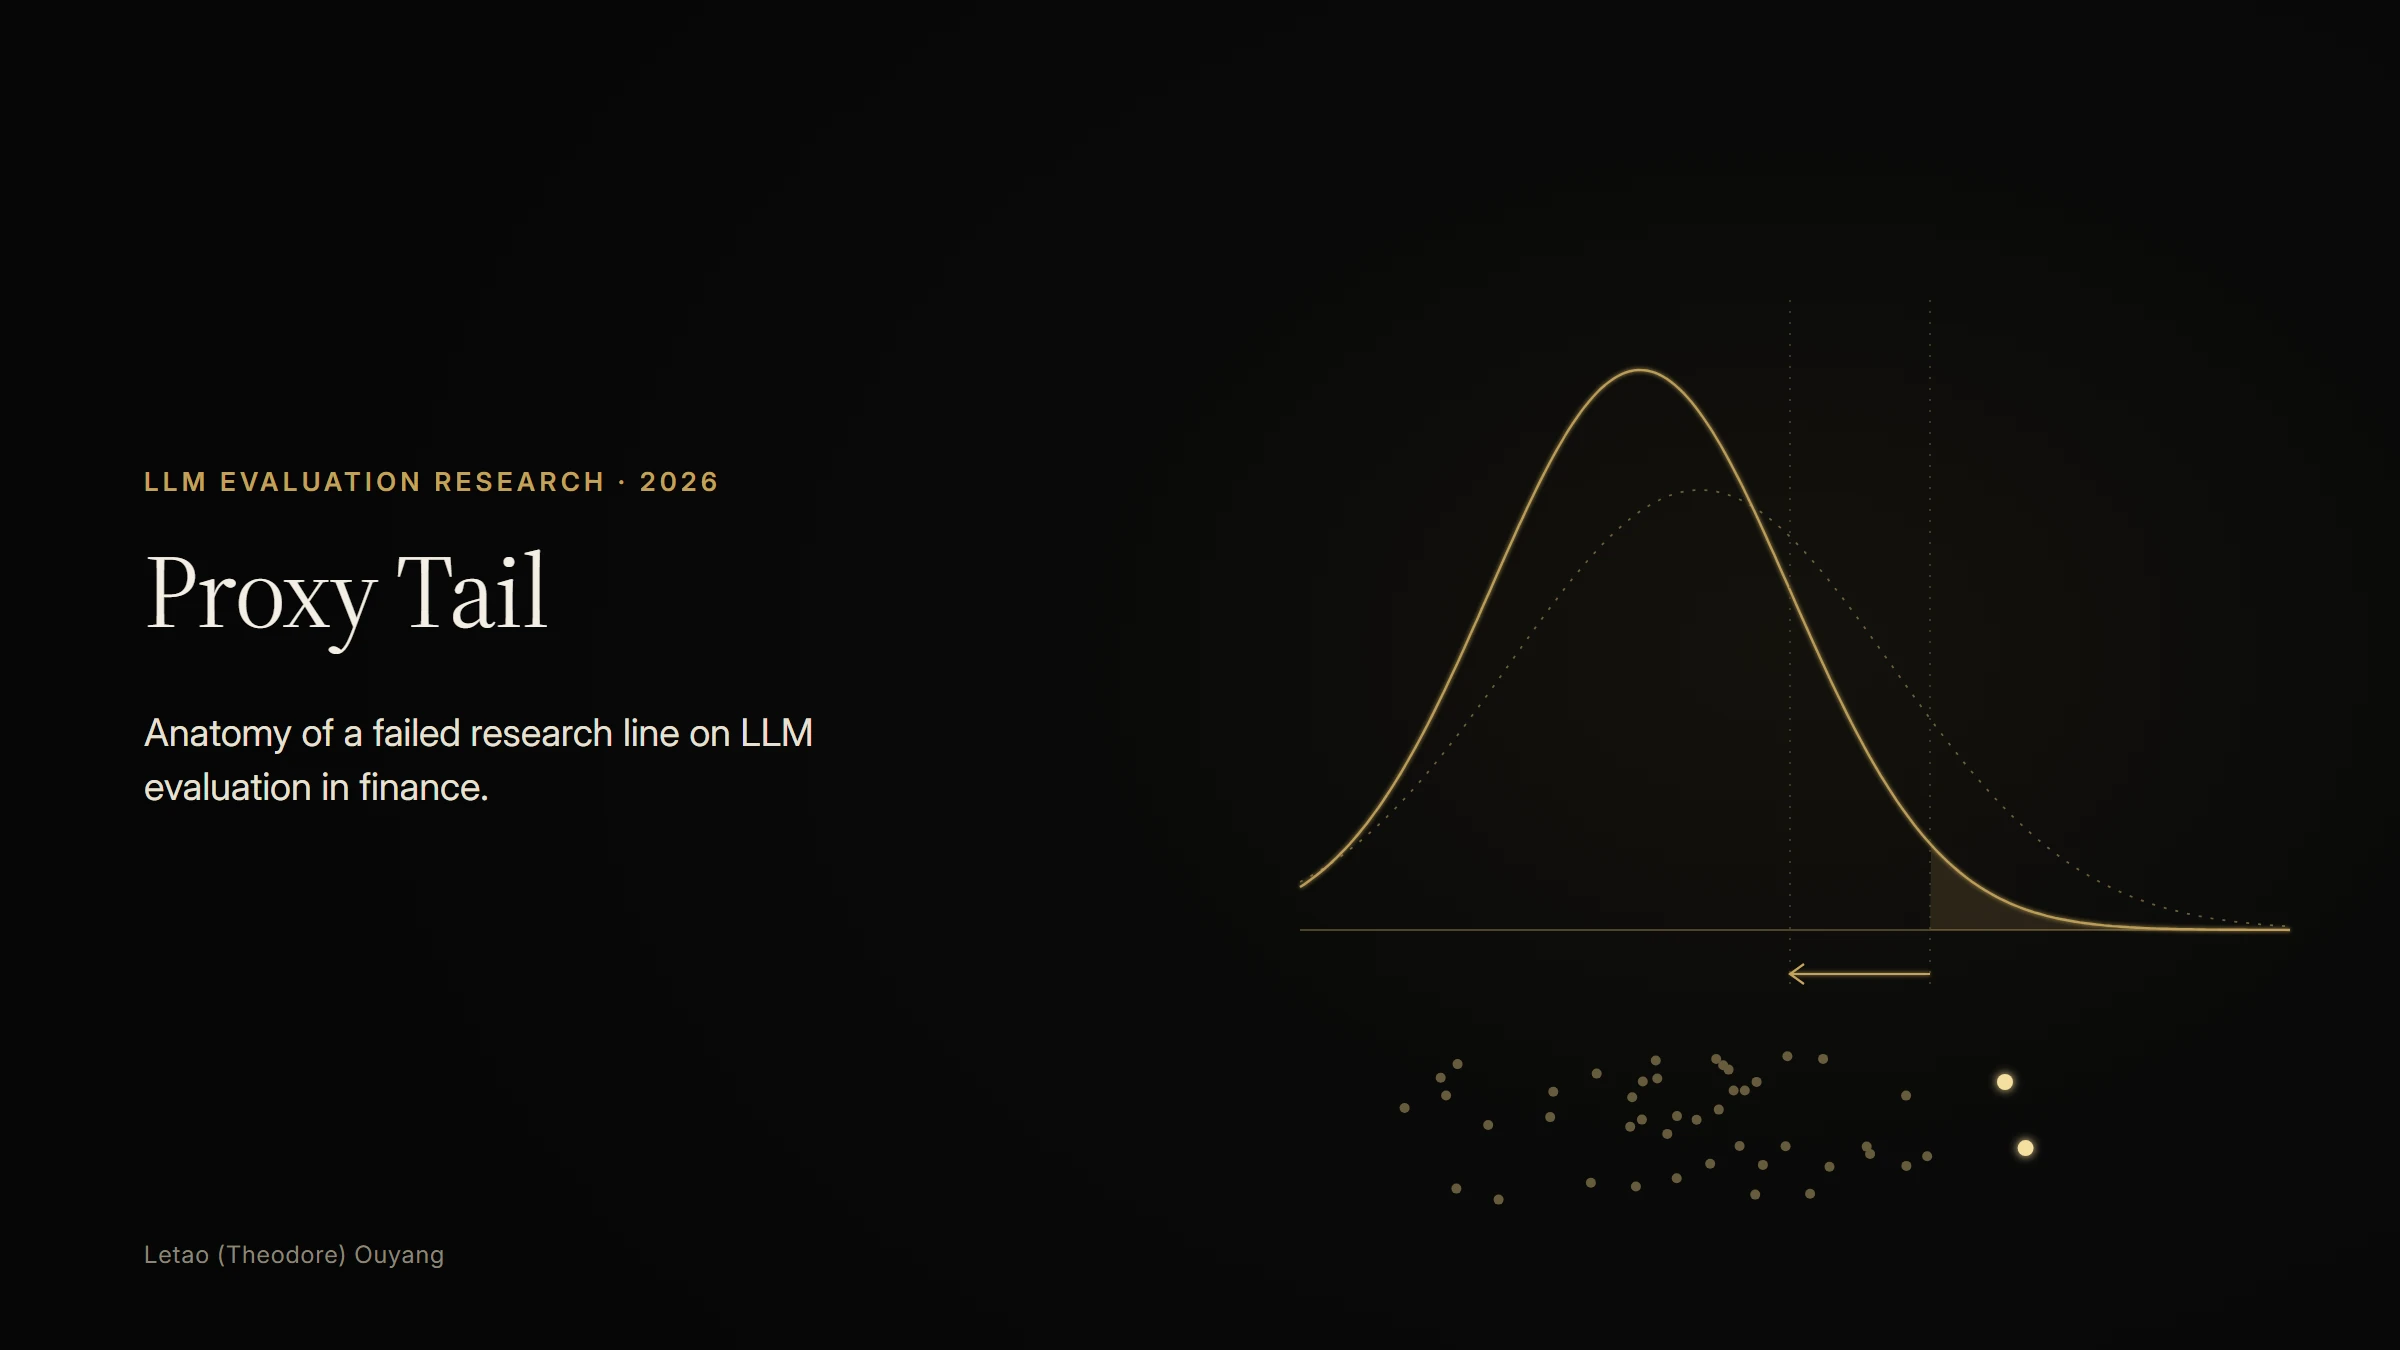 LLM EVALUATION RESEARCH · 2026
Proxy Tail
Anatomy of a failed research line on LLM
evaluation in finance.
Letao (Theodore) Ouyang